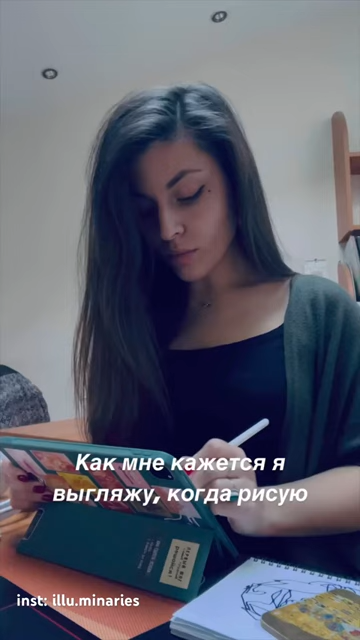 Как мне кажется я
выгляжу, когда рисую
inst: illu.minaries